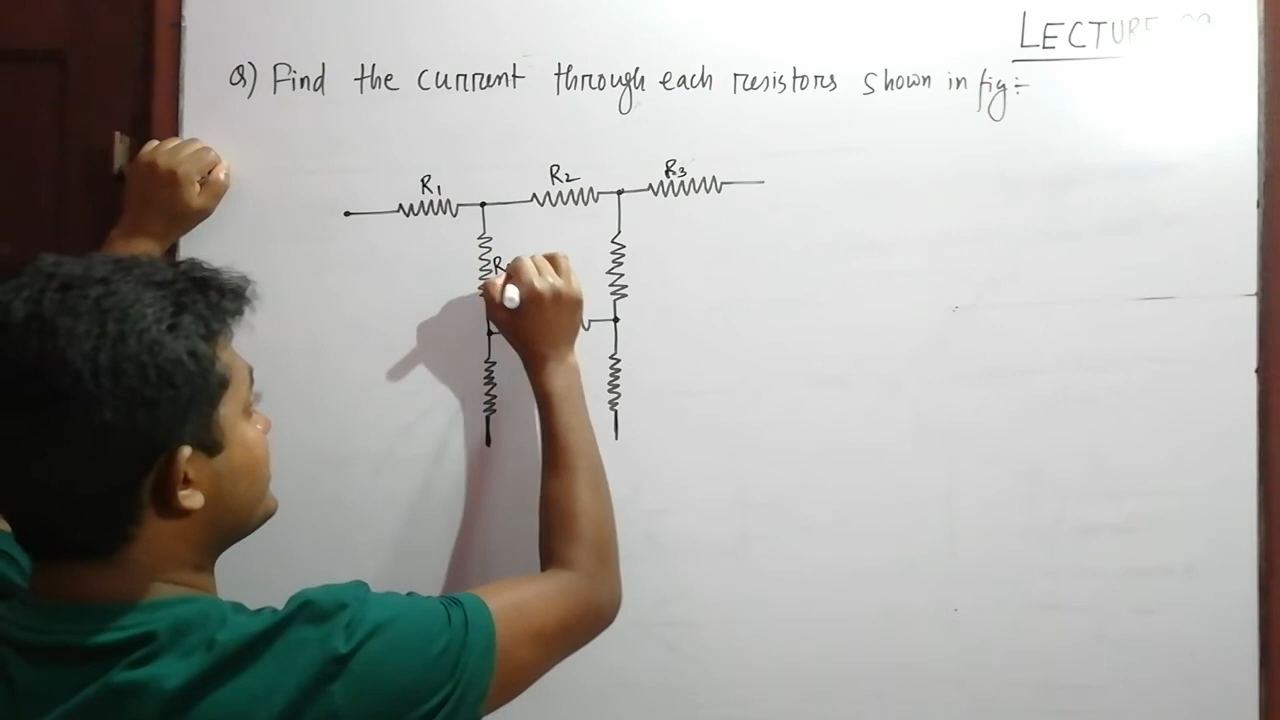 LECTURE
Q) Find the current through each resistors shown in fig:-
R1 R2 R3
R